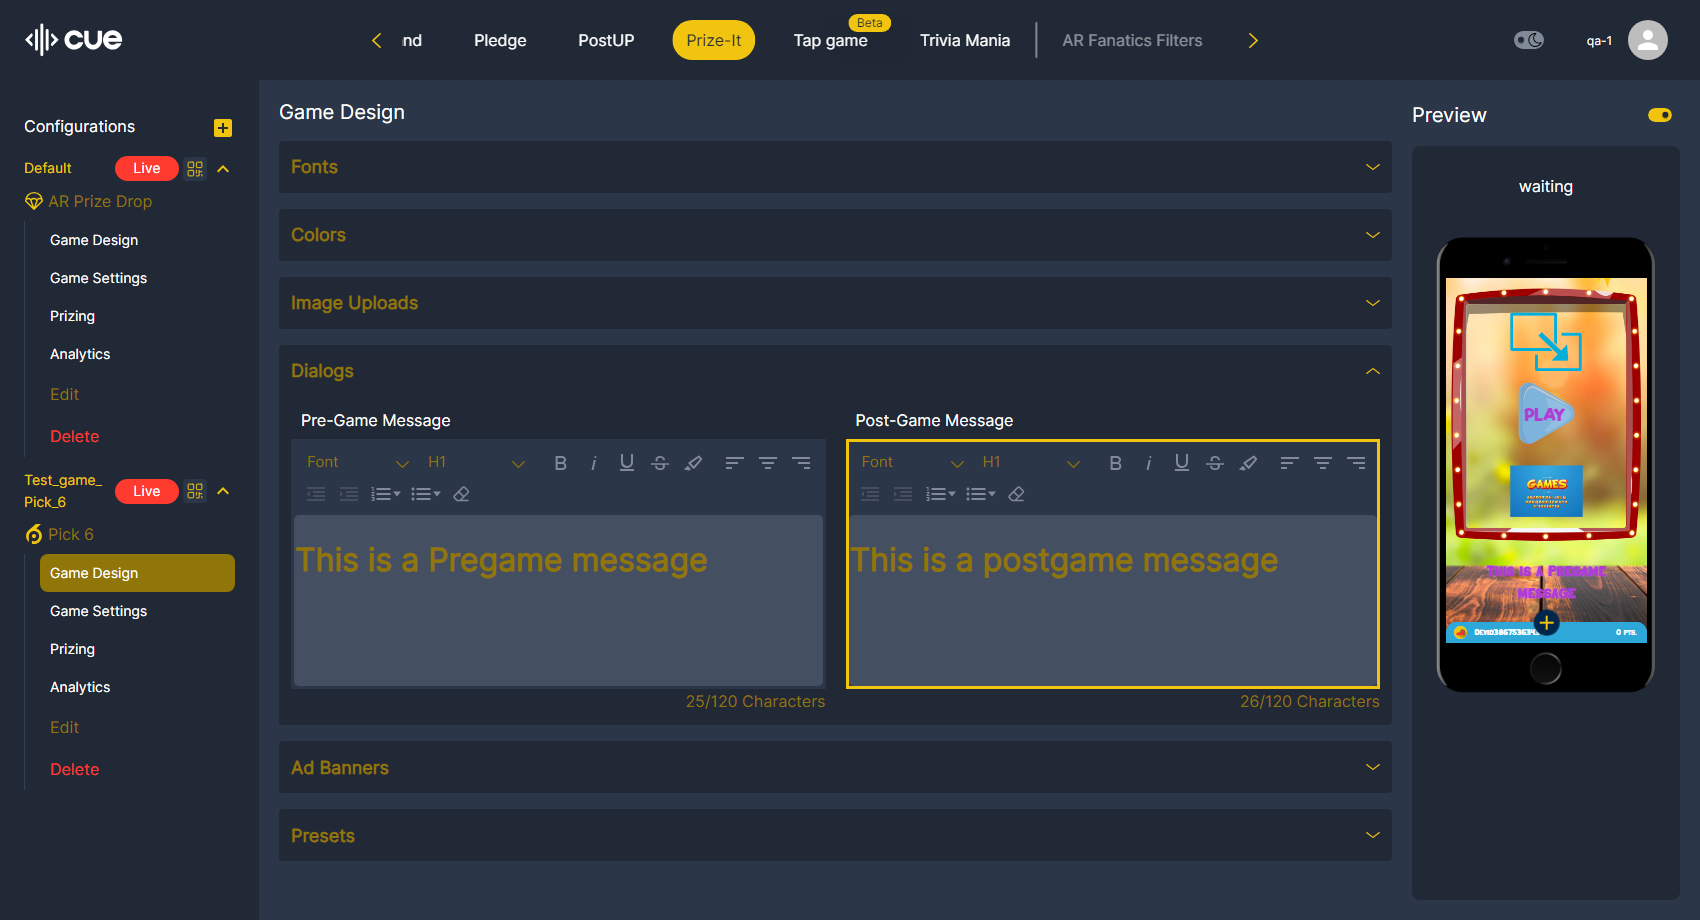 cue
nd
Pledge
PostUP
Prize-It
Beta
Tap game
Trivia Mania
AR Fanatics Filters
qa-1
Configurations
Default
Live
AR Prize Drop
Game Design
Game Settings
Prizing
Analytics
Edit
Delete
Test_game_
Pick_6
Live
Pick 6
Game Design
Game Settings
Prizing
Analytics
Edit
Delete
Game Design
Fonts
Colors
Image Uploads
Dialogs
Pre-Game Message
Font
H1
This is a Pregame message
25/120 Characters
Post-Game Message
Font
H1
This is a postgame message
26/120 Characters
Ad Banners
Presets
Preview
waiting
PLAY
GAMES
THIS IS A PREGAME
MESSAGE
0 PTS.